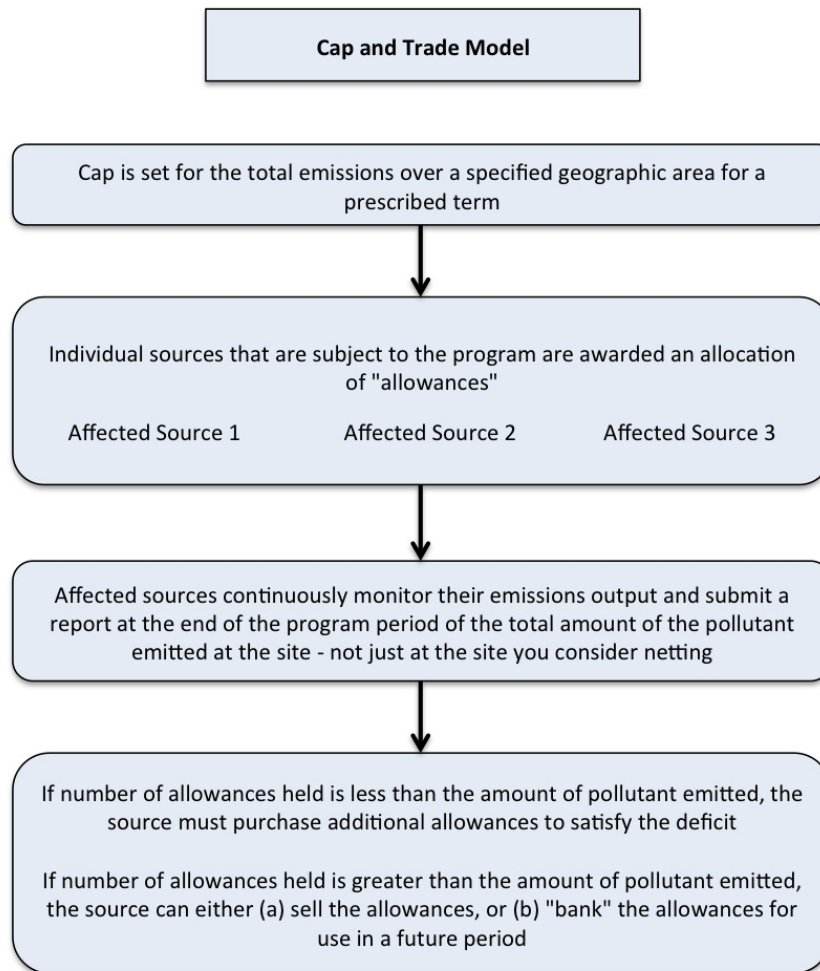 Cap and Trade Model
Cap is set for the total emissions over a specified geographic area for a
prescribed term
Individual sources that are subject to the program are awarded an allocation
of "allowances"
Affected Source 1 Affected Source 2 Affected Source 3
Affected sources continuously monitor their emissions output and submit a
report at the end of the program period of the total amount of the pollutant
emitted at the site - not just at the site you consider netting
If number of allowances held is less than the amount of pollutant emitted, the
source must purchase additional allowances to satisfy the deficit
If number of allowances held is greater than the amount of pollutant emitted,
the source can either (a) sell the allowances, or (b) "bank" the allowances for
use in a future period